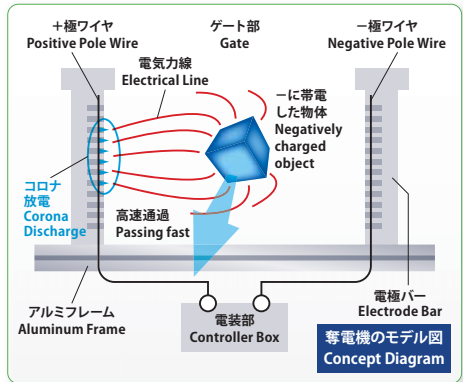 +極ワイヤ
Positive Pole Wire
ゲート部
Gate
−極ワイヤ
Negative Pole Wire
電気力線
Electrical Line
−に帯電
した物体
Negatively
charged
object
コロナ
放電
Corona
Discharge
高速通過
Passing fast
アルミフレーム
Aluminum Frame
電装部
Controller Box
電極バー
Electrode Bar
奪電機のモデル図
Concept Diagram